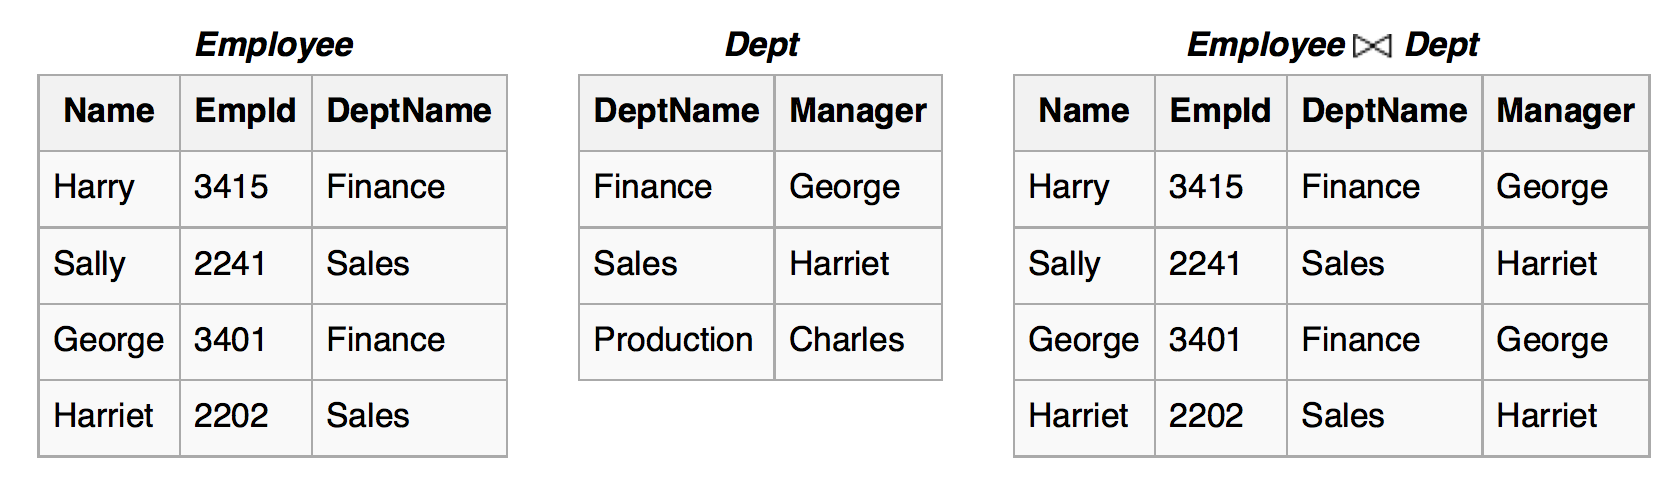 Employee Dept Employee ⋈ Dept
Name EmpId DeptName DeptName Manager Name EmpId DeptName Manager
Harry 3415 Finance Finance George Harry 3415 Finance George
Sally 2241 Sales Sales Harriet Sally 2241 Sales Harriet
George 3401 Finance Production Charles George 3401 Finance George
Harriet 2202 Sales Harriet 2202 Sales Harriet